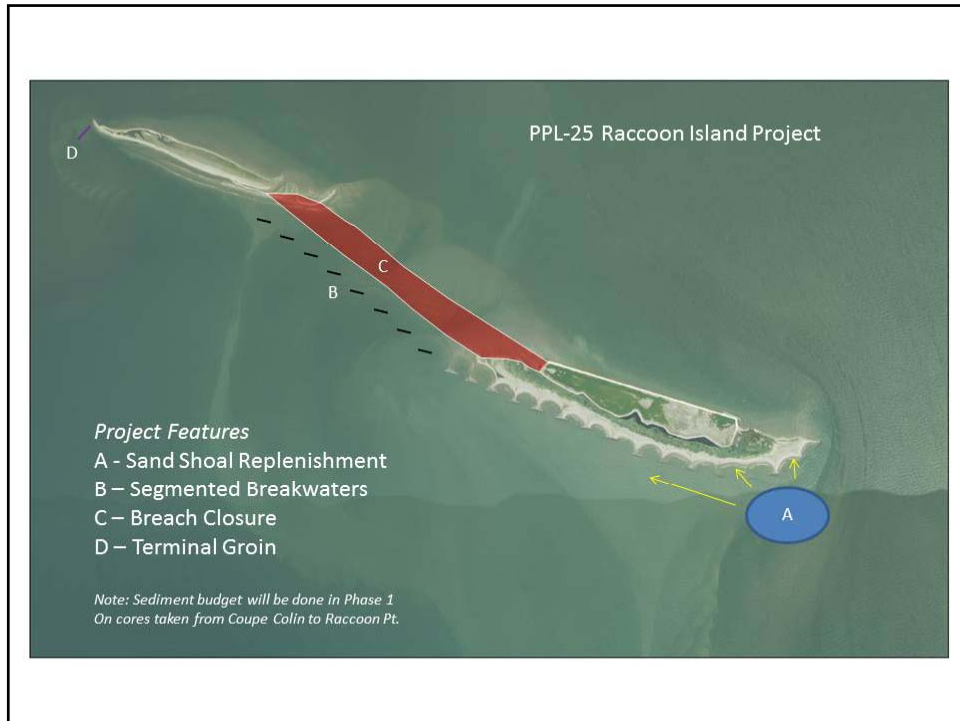 PPL-25 Raccoon Island Project
D
C
B
A
Project Features
A - Sand Shoal Replenishment
B – Segmented Breakwaters
C – Breach Closure
D – Terminal Groin
Note: Sediment budget will be done in Phase 1
On cores taken from Coupe Colin to Raccoon Pt.